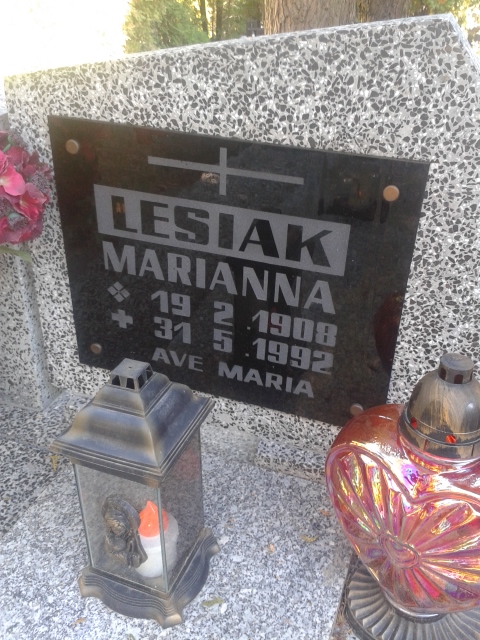 LESIAK
MARIANNA
19 2 .1908
31 5 .1992
AVE MARIA